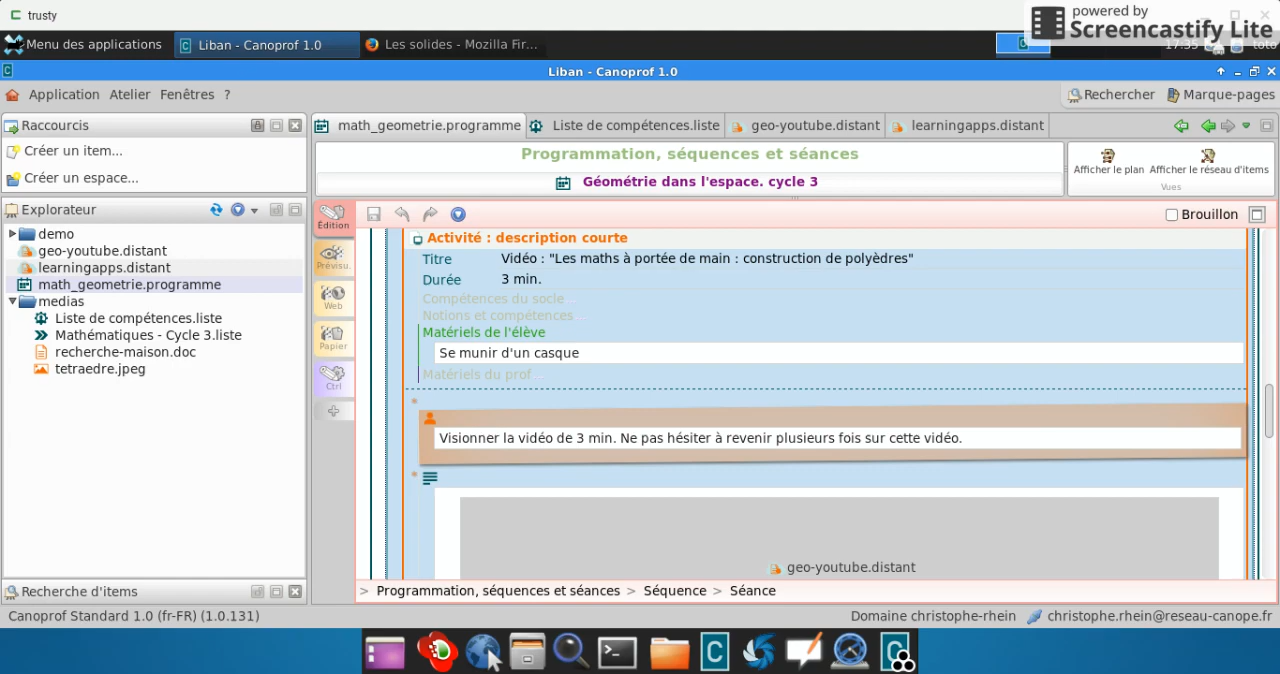 trusty
powered by
Screencastify Lite
Menu des applications
Liban - Canoprof 1.0
Les solides - Mozilla Fir...
17:35
toto
Liban - Canoprof 1.0
Application Atelier Fenêtres ?
Rechercher
Marque-pages
Raccourcis
Créer un item...
Créer un espace...
Explorateur
demo
geo-youtube.distant
learningapps.distant
math_geometrie.programme
medias
Liste de compétences.liste
Mathématiques - Cycle 3.liste
recherche-maison.doc
tetraedre.jpeg
Recherche d'items
math_geometrie.programme
Liste de compétences.liste
geo-youtube.distant
learningapps.distant
Programmation, séquences et séances
Géométrie dans l'espace. cycle 3
Afficher le plan
Afficher le réseau d'items
Vues
Édition
Prévisu.
Web
Papier
Ctrl
Brouillon
Activité : description courte
Titre Vidéo : "Les maths à portée de main : construction de polyèdres"
Durée 3 min.
Compétences du socle ...
Notions et compétences ...
Matériels de l'élève
Se munir d'un casque
Matériels du prof ...
Visionner la vidéo de 3 min. Ne pas hésiter à revenir plusieurs fois sur cette vidéo.
geo-youtube.distant
> Programmation, séquences et séances > Séquence > Séance
Canoprof Standard 1.0 (fr-FR) (1.0.131)
Domaine christophe-rhein
christophe.rhein@reseau-canope.fr